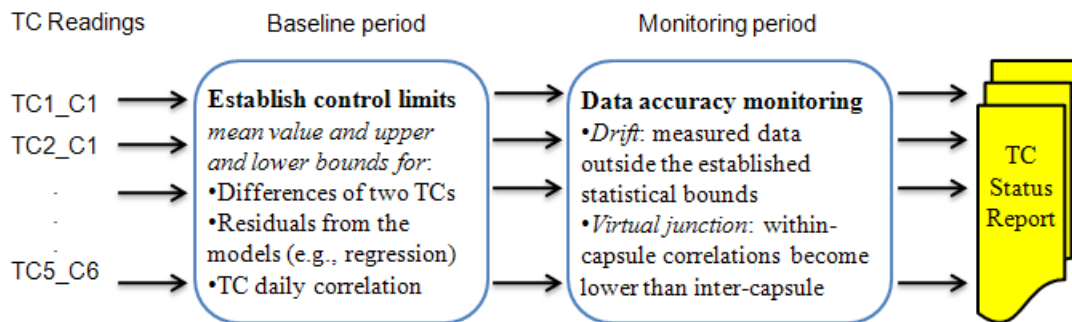 TC Readings
Baseline period
Monitoring period
TC1_C1
TC2_C1
.
.
.
TC5_C6
Establish control limits
mean value and upper
and lower bounds for:
•Differences of two TCs
•Residuals from the
models (e.g., regression)
•TC daily correlation
Data accuracy monitoring
•Drift: measured data
outside the established
statistical bounds
•Virtual junction: within-
capsule correlations become
lower than inter-capsule
TC
Status
Report